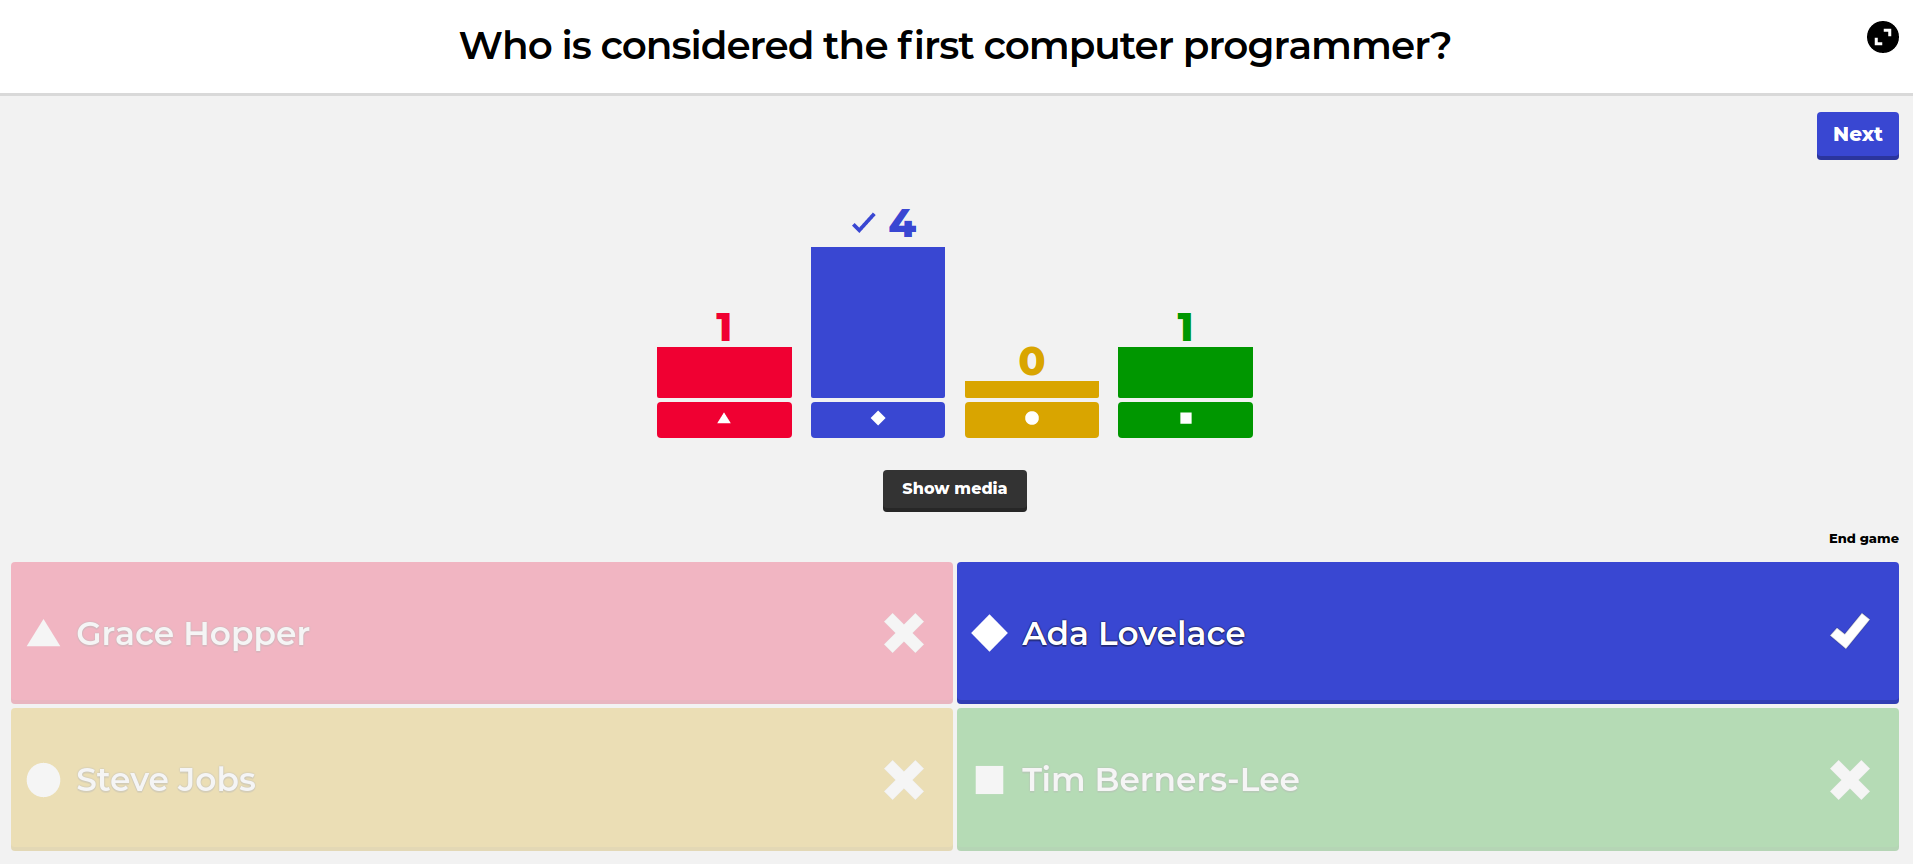 Who is considered the first computer programmer?
Next
4
1
0
1
Show media
End game
Grace Hopper
Ada Lovelace
Steve Jobs
Tim Berners-Lee